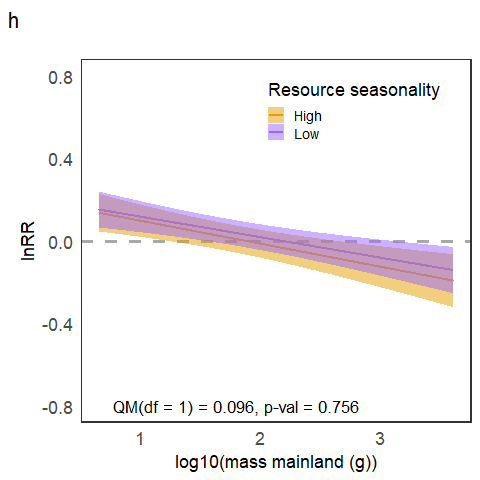 h
Resource seasonality
High
Low
0.8
0.4
0.0
-0.4
-0.8
lnRR
QM(df = 1) = 0.096, p-val = 0.756
1 2 3
log10(mass mainland (g))